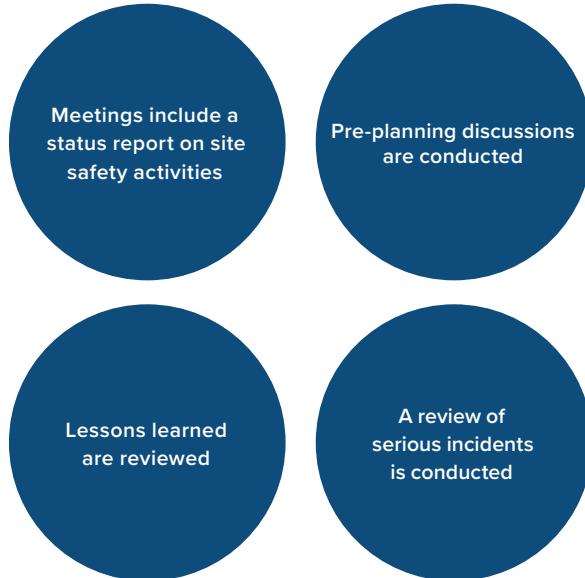 Meetings include a
status report on site
safety activities
Pre-planning discussions
are conducted
Lessons learned
are reviewed
A review of
serious incidents
is conducted